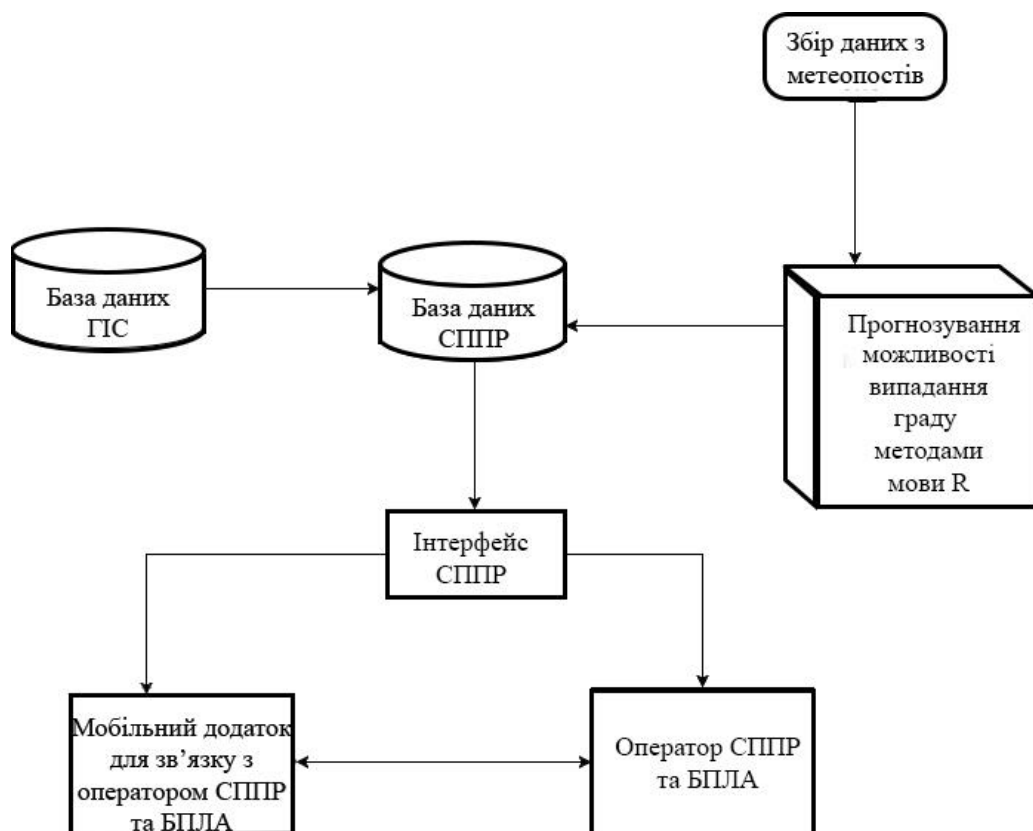 Збір даних з
метеопостів
База даних
ГІС
База даних
СППР
Прогнозування
можливості
випадання
граду
методами
мови R
Інтерфейс
СППР
Мобільний додаток
для зв’язку з
оператором СППР
та БПЛА
Оператор СППР
та БПЛА